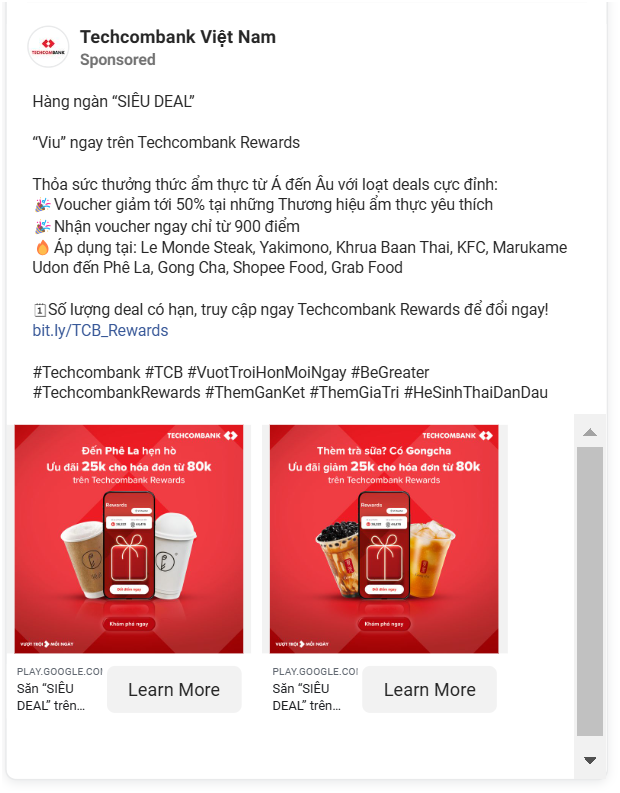 TECHCOMBANK
Techcombank Việt Nam
Sponsored
Hàng ngàn “SIÊU DEAL”
“Viu” ngay trên Techcombank Rewards
Thỏa sức thưởng thức ẩm thực từ Á đến Âu với loạt deals cực đỉnh:
🎉 Voucher giảm tới 50% tại những Thương hiệu ẩm thực yêu thích
🎉 Nhận voucher ngay chỉ từ 900 điểm
🔥 Áp dụng tại: Le Monde Steak, Yakimono, Khrua Baan Thai, KFC, Marukame
Udon đến Phê La, Gong Cha, Shopee Food, Grab Food
🗓Số lượng deal có hạn, truy cập ngay Techcombank Rewards để đổi ngay!
bit.ly/TCB_Rewards
#Techcombank #TCB #VuotTroiHonMoiNgay #BeGreater
#TechcombankRewards #ThemGanKet #ThemGiaTri #HeSinhThaiDanDau
TECHCOMBANK
Đến Phê La hẹn hò
Ưu đãi 25k cho hóa đơn từ 80k
trên Techcombank Rewards
Rewards
Đổi điểm ngay
Khám phá ngay
VƯỢT TRỘI MỖI NGÀY
PLAY.GOOGLE.COM
Săn “SIÊU
DEAL” trên...
Learn More
TECHCOMBANK
Thèm trà sữa? Có Gongcha
Ưu đãi giảm 25k cho hóa đơn từ 80k
trên Techcombank Rewards
Rewards
Đổi điểm ngay
Khám phá ngay
VƯỢT TRỘI MỖI NGÀY
PLAY.GOOGLE.COM
Săn “SIÊU
DEAL” trên...
Learn More